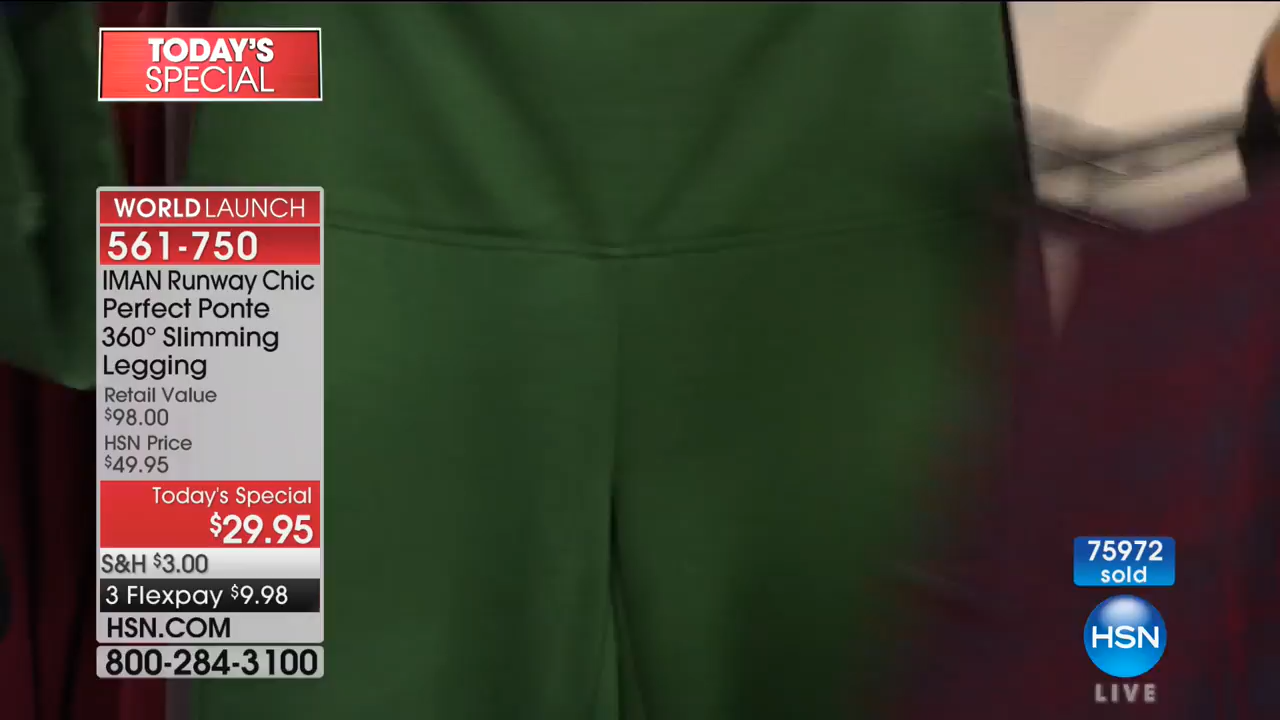 TODAY'S
SPECIAL
WORLD LAUNCH
561-750
IMAN Runway Chic
Perfect Ponte
360° Slimming
Legging
Retail Value
$98.00
HSN Price
$49.95
Today's Special
$29.95
S&H $3.00
3 Flexpay $9.98
HSN.COM
800-284-3100
75972
sold
HSN
LIVE